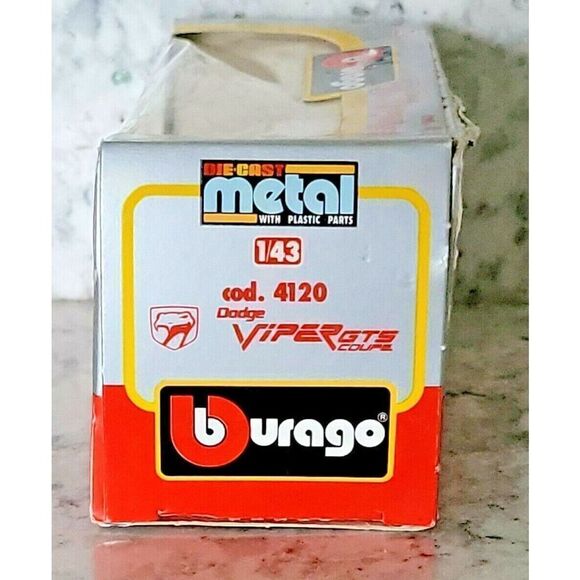 DIE-CAST
metal
WITH PLASTIC PARTS
1/43
cod. 4120
Dodge
VIPER GTS
COUPE
burago®